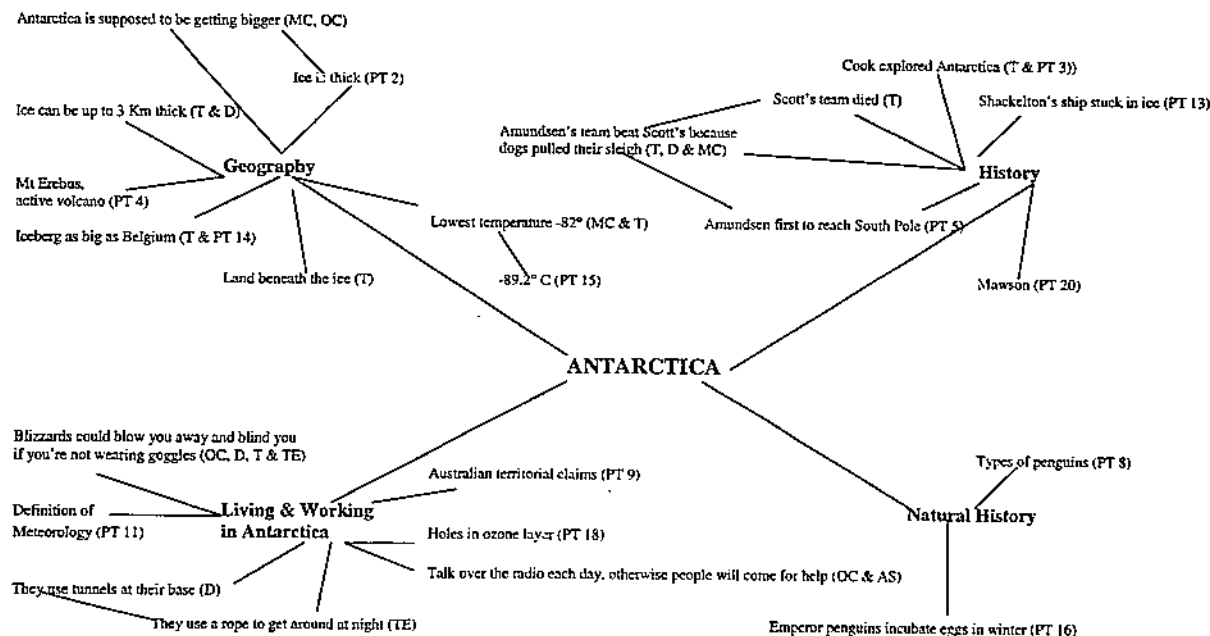 Antarctica is supposed to be getting bigger (MC, OC)
Ice is thick (PT 2)
Ice can be up to 3 Km thick (T & D)
Geography
Mt Erebus,
active volcano (PT 4)
Iceberg as big as Belgium (T & PT 14)
Land beneath the ice (T)
Lowest temperature -82° (MC & T)
-89.2° C (PT 15)
Cook explored Antarctica (T & PT 3))
Scott's team died (T)
Shackelton's ship stuck in ice (PT 13)
Amundsen's team beat Scott's because
dogs pulled their sleigh (T, D & MC)
History
Amundsen first to reach South Pole (PT 5)
Mawson (PT 20)
ANTARCTICA
Blizzards could blow you away and blind you
if you're not wearing goggles (OC, D, T & TE)
Australian territorial claims (PT 9)
Definition of
Meteorology (PT 11)
Living & Working
in Antarctica
Holes in ozone layer (PT 18)
Talk over the radio each day, otherwise people will come for help (OC & AS)
They use tunnels at their base (D)
They use a rope to get around at night (TE)
Types of penguins (PT 8)
Natural History
Emperor penguins incubate eggs in winter (PT 16)